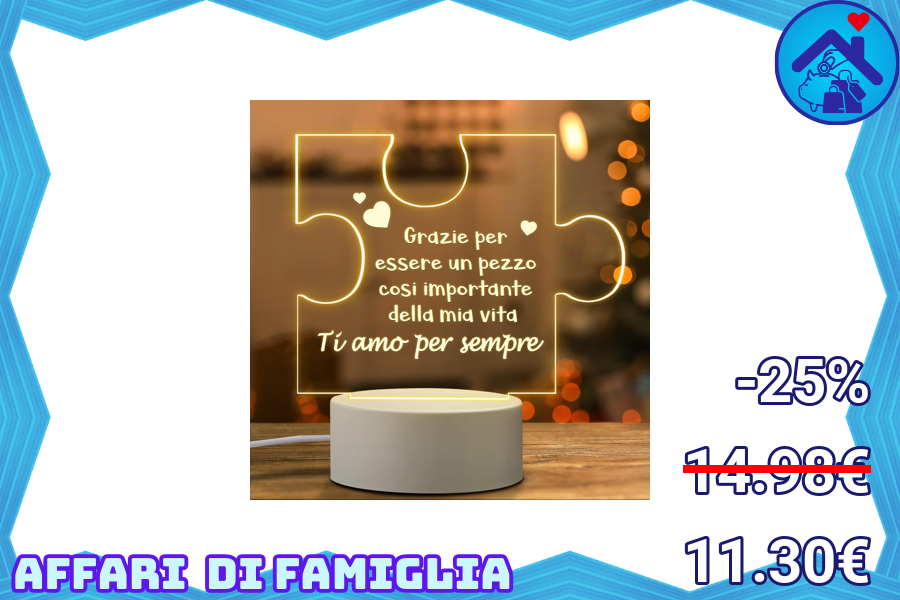 Grazie per
essere un pezzo
cosi importante
della mia vita
Ti amo per sempre
-25%
14.98€
11.30€
AFFARI DI FAMIGLIA